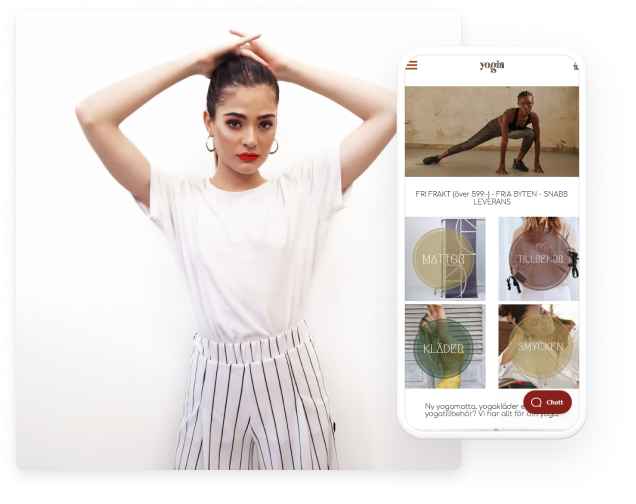 yogia
FRI FRAKT (över 599:-) - FRIA BYTEN - SNABB
LEVERANS
MATTOR
TILLBEHÖR
KLÄDER
SMYCKEN
Ny yogamatta, yogakläder e
yogatillbehör? Vi har allt för din yoga!
Chatt